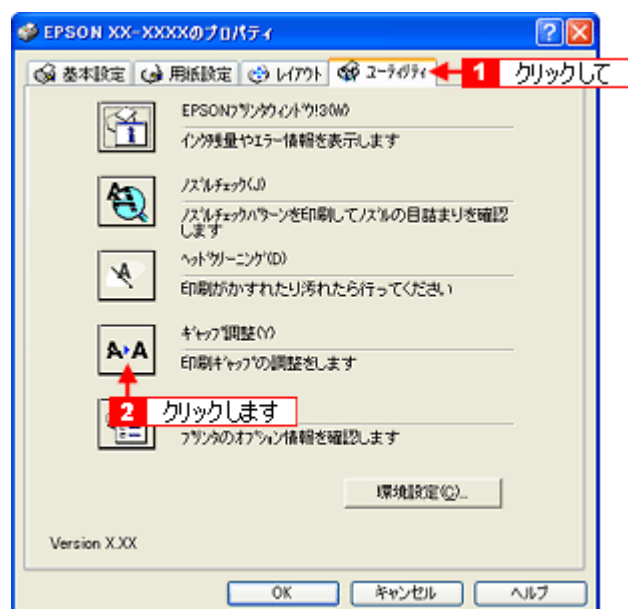 EPSON XX-XXXXのプロパティ
基本設定 用紙設定 レイアウト ユーティリティ 1 クリックして
EPSONプリンタウィンドウ!3(W)
インク残量やエラー情報を表示します
ノズルチェック(J)
ノズルチェックパターンを印刷してノズルの目詰まりを確認
します
ヘッドクリーニング(D)
印刷がかすれたり汚れたら行ってください
ギャップ調整(Y)
A▸A
印刷ギャップの調整をします
2 クリックします
プリンタのオプション情報を確認します
環境設定(C)...
Version X.XX
OK キャンセル ヘルプ